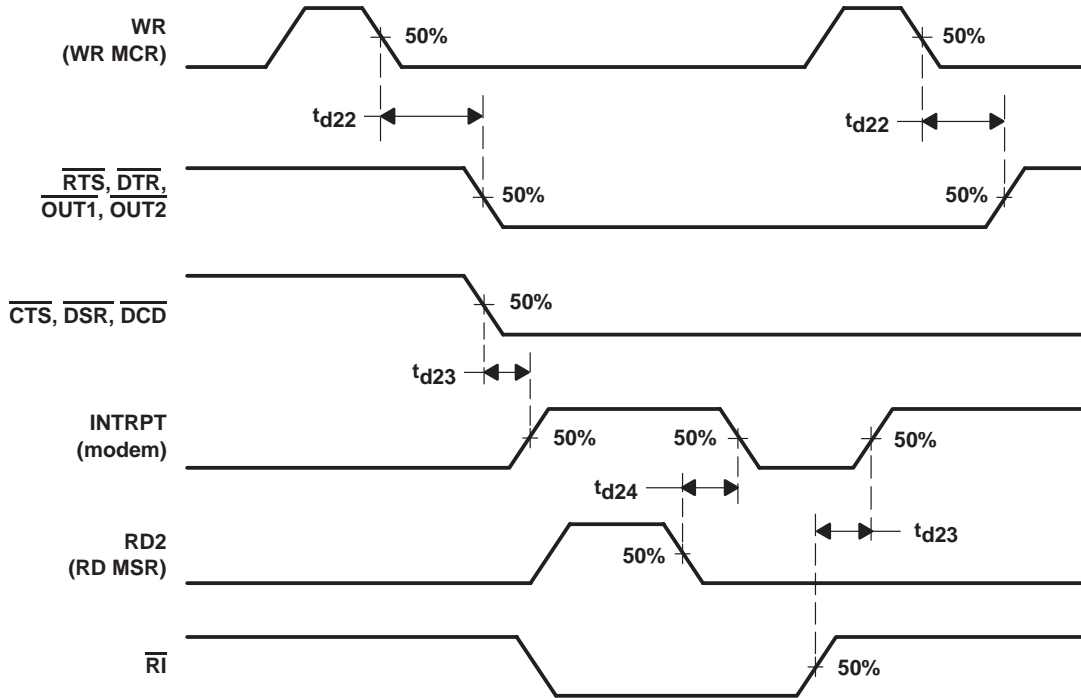 WR
(WR MCR)
50%
50%
td22
td22
RTS, DTR,
OUT1, OUT2
50%
50%
CTS, DSR, DCD
50%
td23
INTRPT
(modem)
50%
50%
50%
td24
td23
RD2
(RD MSR)
50%
RI
50%